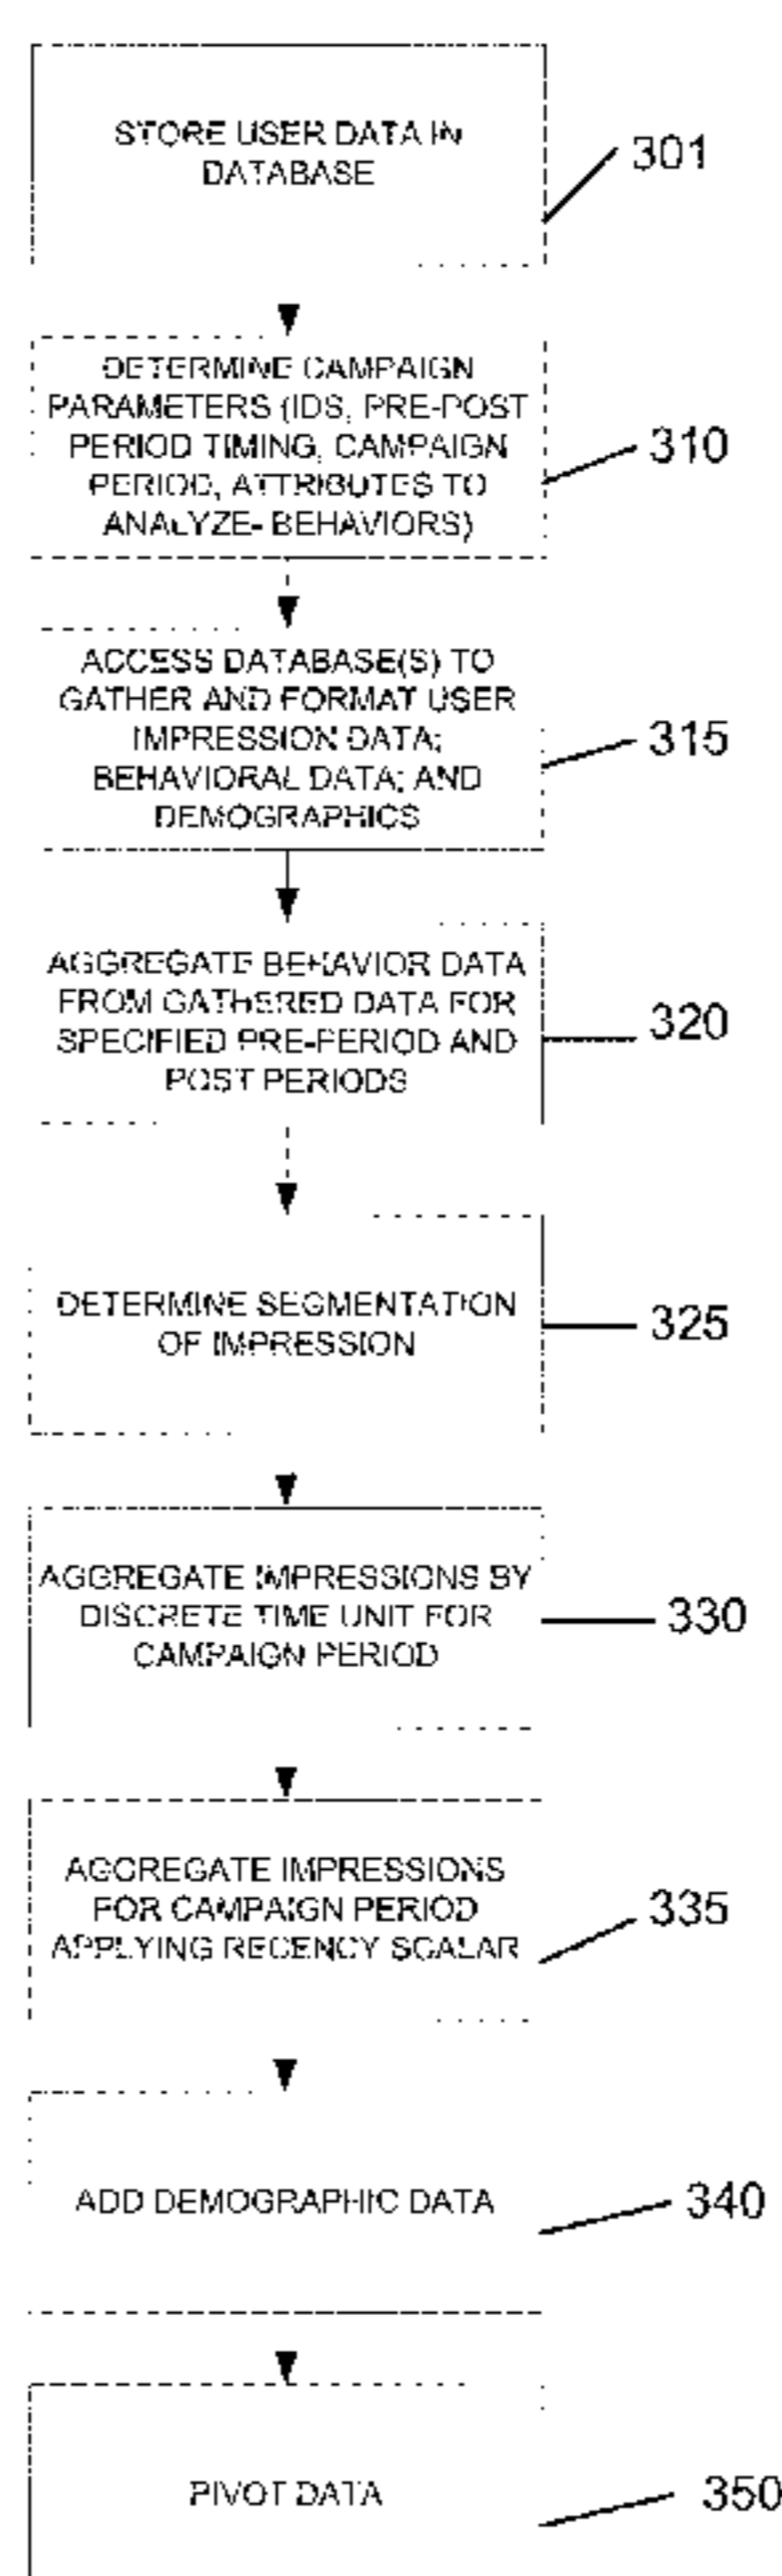 STORE USER DATA IN
DATABASE
301
DETERMINE CAMPAIGN
PARAMETERS (IDS, PRE-POST
PERIOD TIMING, CAMPAIGN
PERIOD, ATTRIBUTES TO
ANALYZE- BEHAVIORS)
310
ACCESS DATABASE(S) TO
GATHER AND FORMAT USER
IMPRESSION DATA;
BEHAVIORAL DATA; AND
DEMOGRAPHICS
315
AGGREGATE BEHAVIOR DATA
FROM GATHERED DATA FOR
SPECIFIED PRE-PERIOD AND
POST PERIODS
320
DETERMINE SEGMENTATION
OF IMPRESSION
325
AGGREGATE IMPRESSIONS BY
DISCRETE TIME UNIT FOR
CAMPAIGN PERIOD
330
AGGREGATE IMPRESSIONS
FOR CAMPAIGN PERIOD
APPLYING RECENCY SCALAR
335
ADD DEMOGRAPHIC DATA
340
PIVOT DATA
350